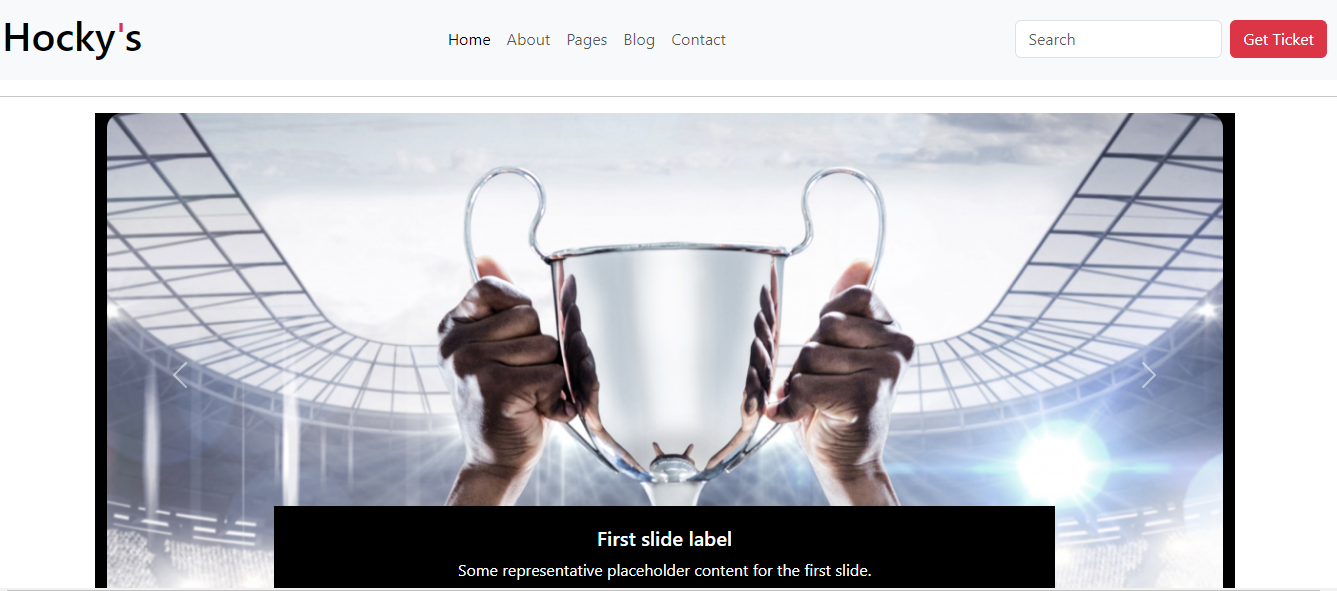 Hocky's
Home About Pages Blog Contact
Search
Get Ticket
First slide label
Some representative placeholder content for the first slide.